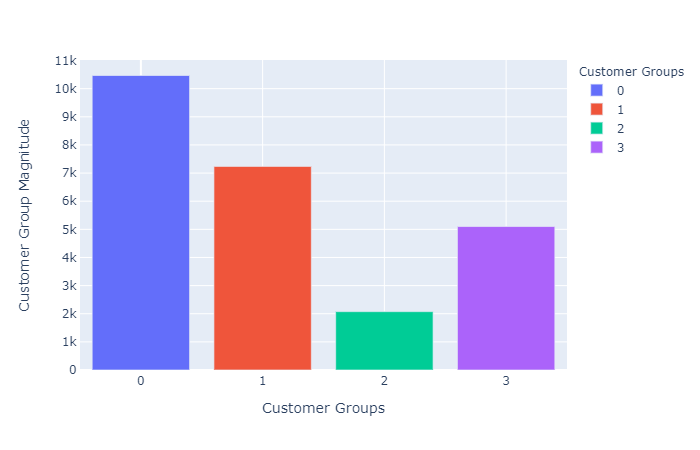 11k
10k
9k
8k
7k
6k
5k
4k
3k
2k
1k
0
Customer Group Magnitude
0 1 2 3
Customer Groups
Customer Groups
0
1
2
3